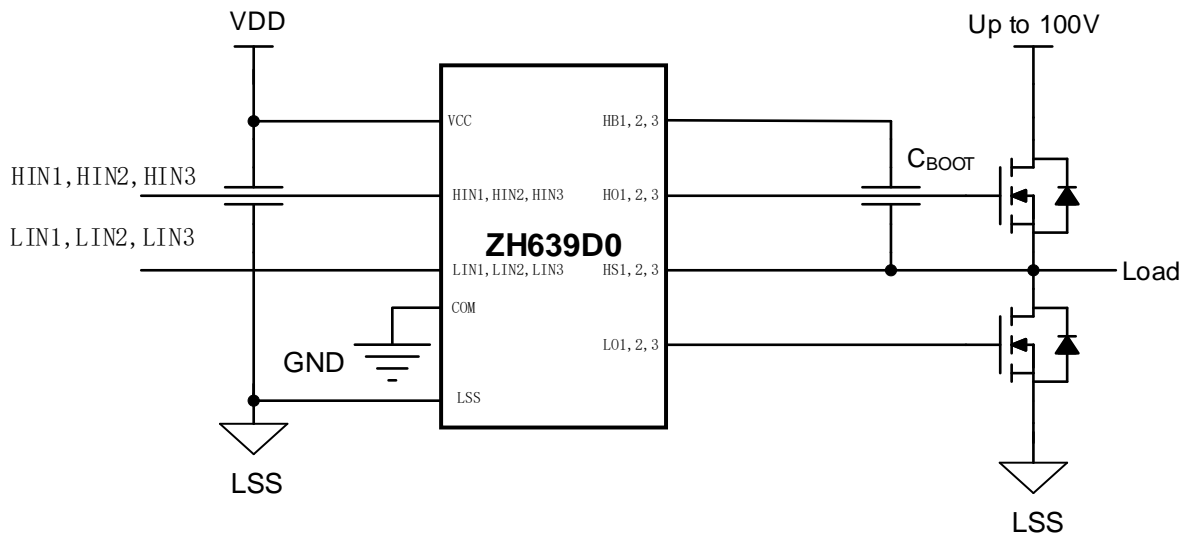 VDD
Up to 100V
VCC
HB1,2,3
CBOOT
HIN1,HIN2,HIN3
HIN1,HIN2,HIN3
HO1,2,3
LIN1,LIN2,LIN3
ZH639D0
LIN1,LIN2,LIN3
HS1,2,3
Load
COM
GND
LO1,2,3
LSS
LSS
LSS